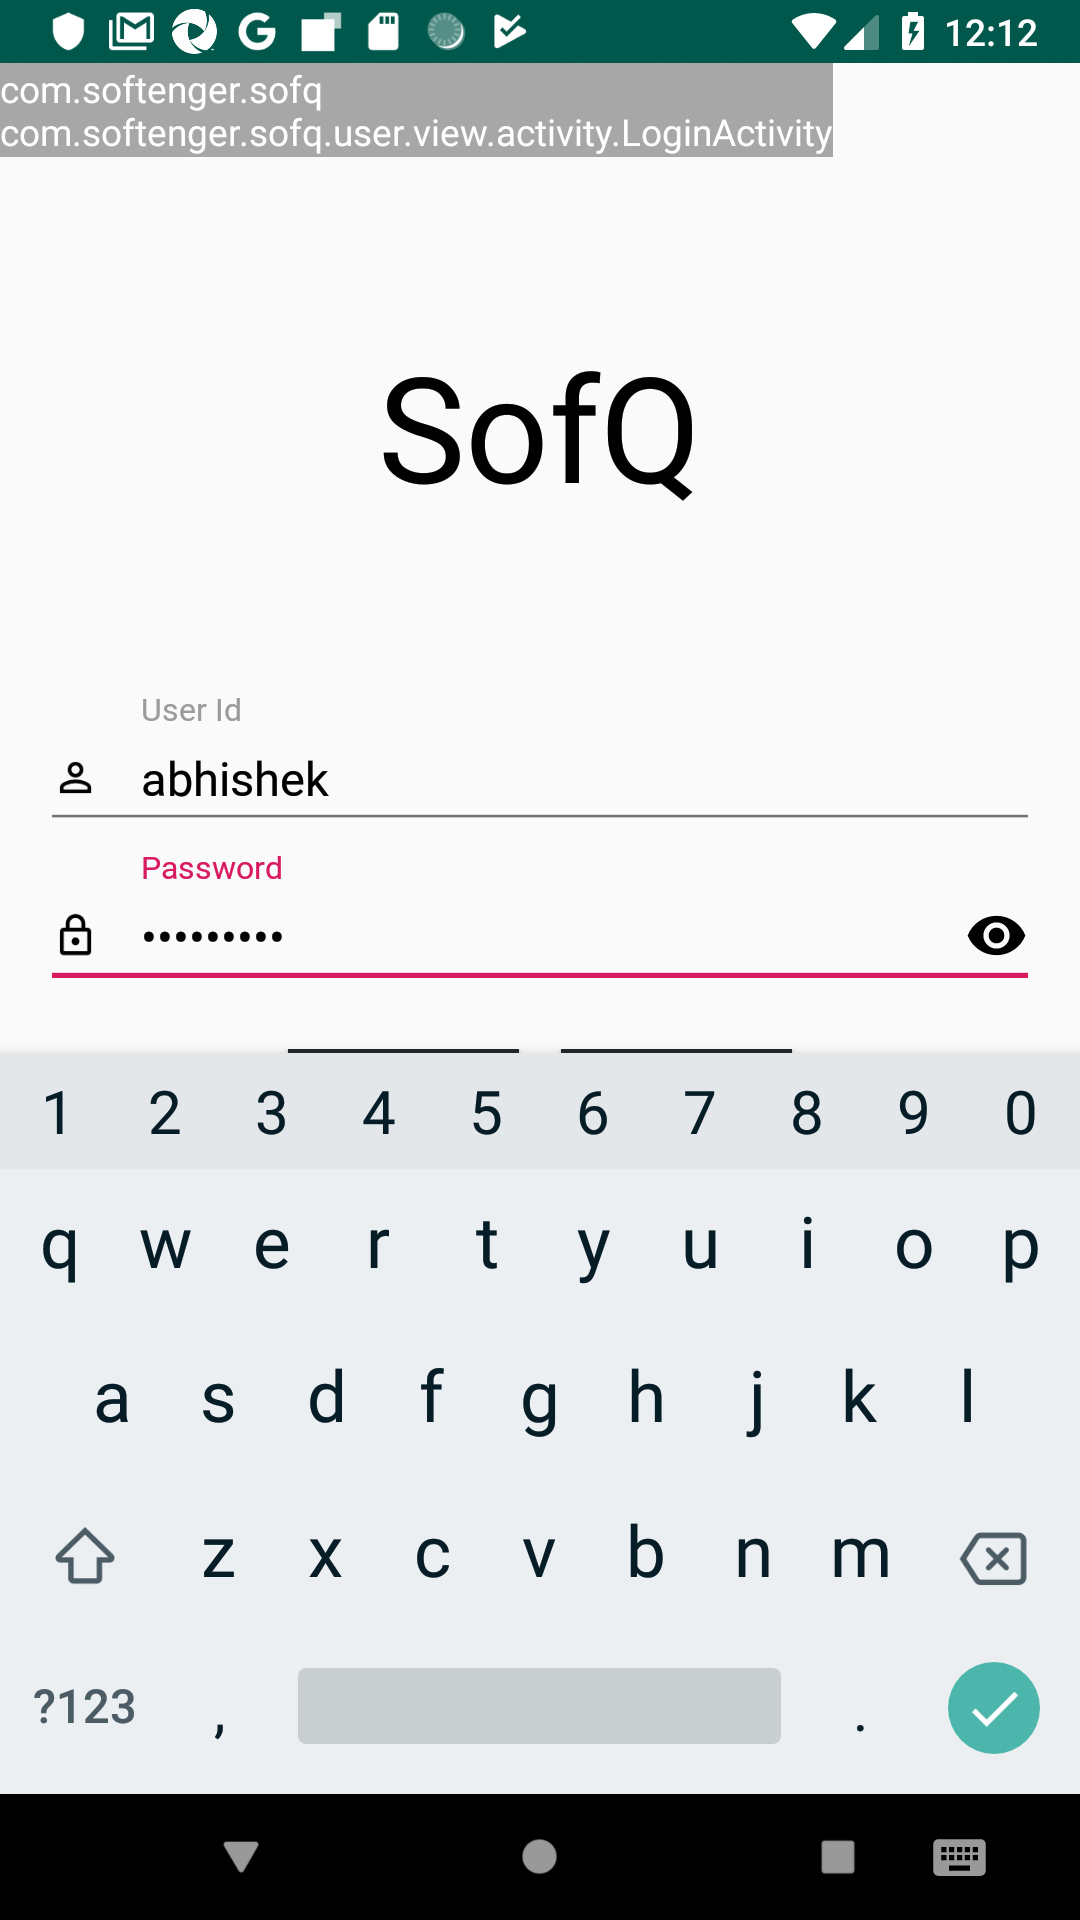 12:12
com.softenger.sofq
com.softenger.sofq.user.view.activity.LoginActivity
SofQ
User Id
abhishek
Password
•••••••••
1 2 3 4 5 6 7 8 9 0
q w e r t y u i o p
a s d f g h j k l
z x c v b n m
?123 , .